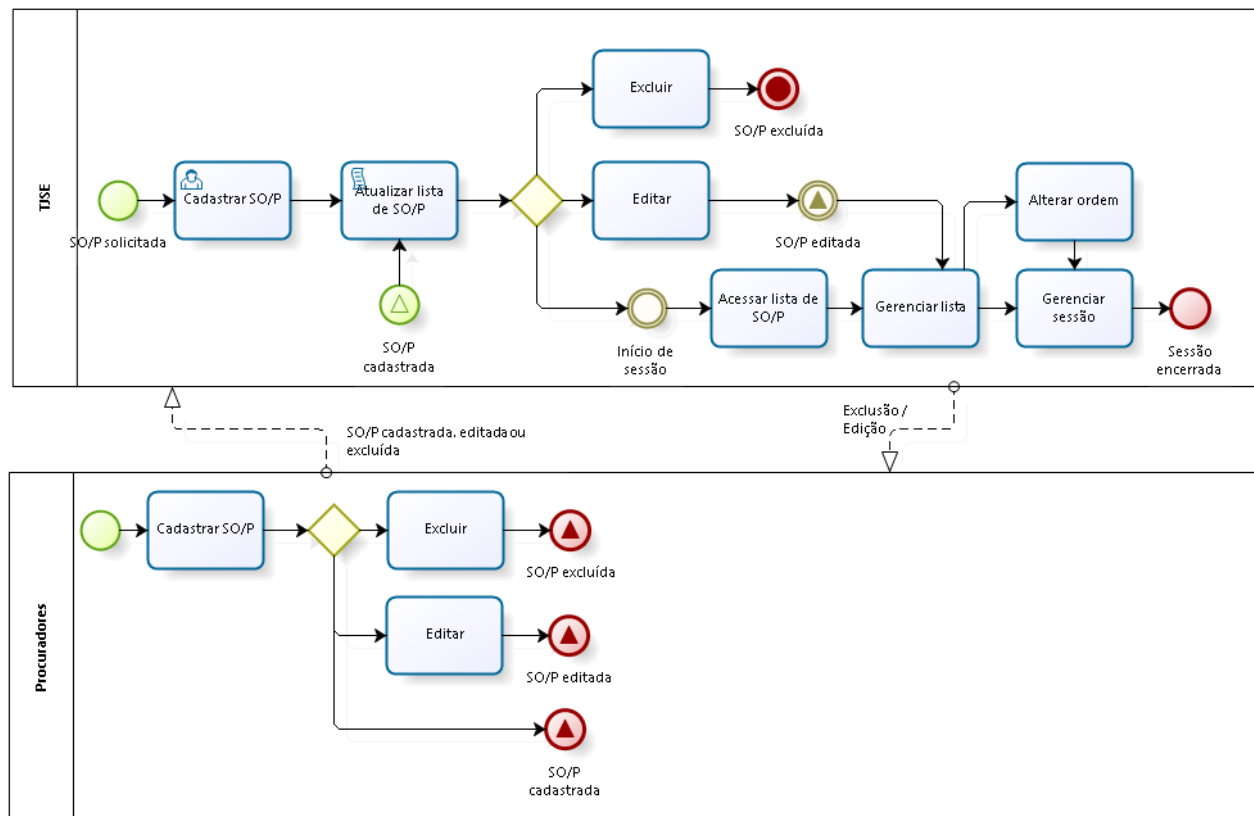 TJSE
SO/P solicitada
Cadastrar SO/P
Atualizar lista
de SO/P
SO/P
cadastrada
Excluir
SO/P excluída
Editar
SO/P editada
Início de
sessão
Acessar lista de
SO/P
Gerenciar lista
Alterar ordem
Gerenciar
sessão
Sessão
encerrada
SO/P cadastrada. editada ou
excluída
Exclusão /
Edição
Procuradores
Cadastrar SO/P
Excluir
SO/P excluída
Editar
SO/P editada
SO/P
cadastrada